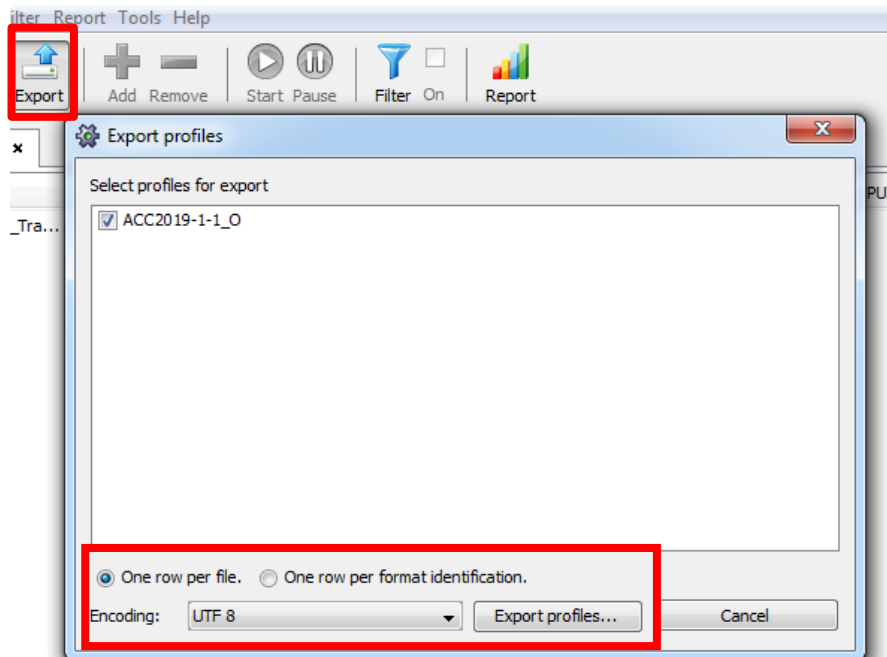 ilter Report Tools Help
Export Add Remove Start Pause Filter On Report
Export profiles
Select profiles for export
PU
ACC2019-1-1_O
_Tra...
One row per file. One row per format identification.
Encoding: UTF 8 Export profiles... Cancel